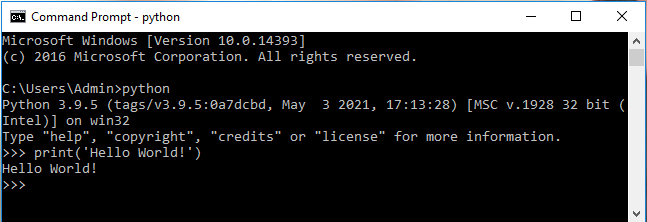 Command Prompt - python
Microsoft Windows [Version 10.0.14393]
(c) 2016 Microsoft Corporation. All rights reserved.
C:\Users\Admin>python
Python 3.9.5 (tags/v3.9.5:0a7dcbd, May  3 2021, 17:13:28) [MSC v.1928 32 bit (
Intel)] on win32
Type "help", "copyright", "credits" or "license" for more information.
>>> print('Hello World!')
Hello World!
>>>